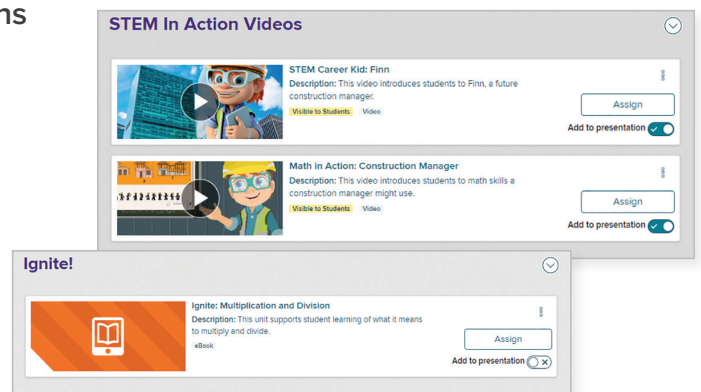 ns
STEM In Action Videos
STEM Career Kid: Finn
Description: This video introduces students to Finn, a future
construction manager.
Visible to Students Video
Assign
Add to presentation
Math in Action: Construction Manager
Description: This video introduces students to math skills a
construction manager might use.
Visible to Students Video
Assign
Add to presentation
Ignite!
Ignite: Multiplication and Division
Description: This unit supports student learning of what it means
to multiply and divide.
eBook
Assign
Add to presentation